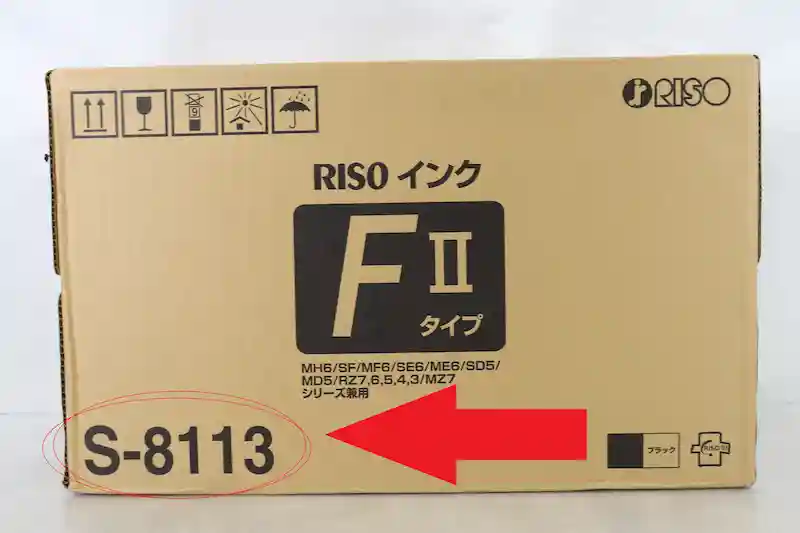 RISO
RISO インク
FII
タイプ
MH6/SF/MF6/SE6/ME6/SD5/
MD5/RZ7,6,5,4,3/MZ7
シリーズ兼用
S-8113
ブラック